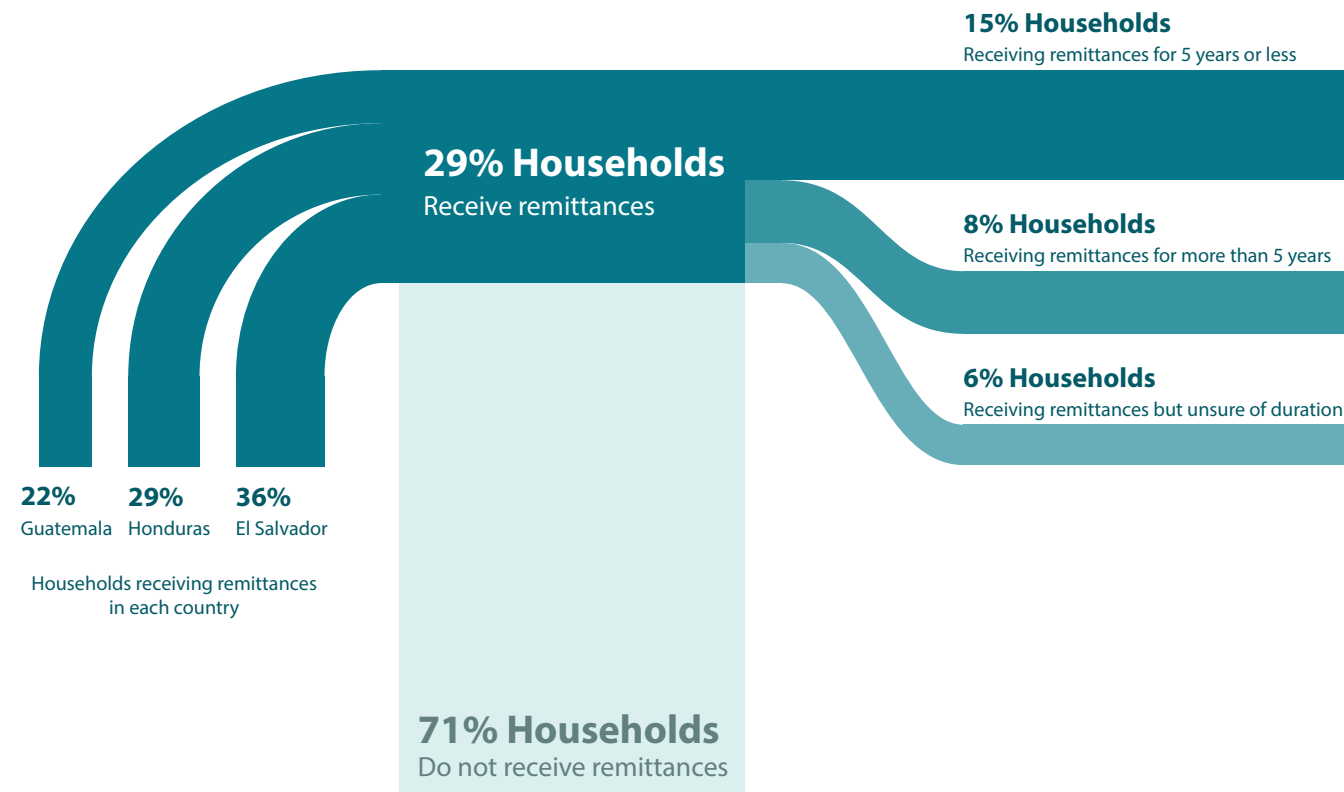 15% Households
Receiving remittances for 5 years or less
29% Households
Receive remittances
8% Households
Receiving remittances for more than 5 years
6% Households
Receiving remittances but unsure of duration
22%
Guatemala
29%
Honduras
36%
El Salvador
Households receiving remittances
in each country
71% Households
Do not receive remittances